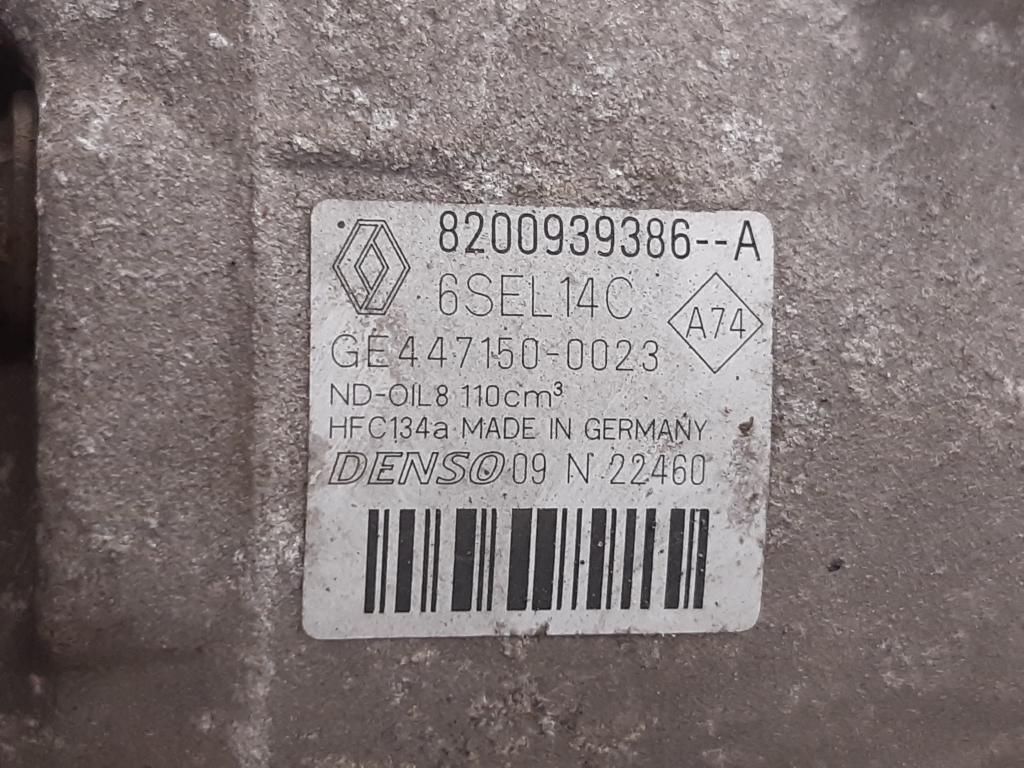 8200939386--A
6SEL14C
A74
GE447150-0023
ND-OIL8 110cm³
HFC134a MADE IN GERMANY
DENSO 09 N 22460